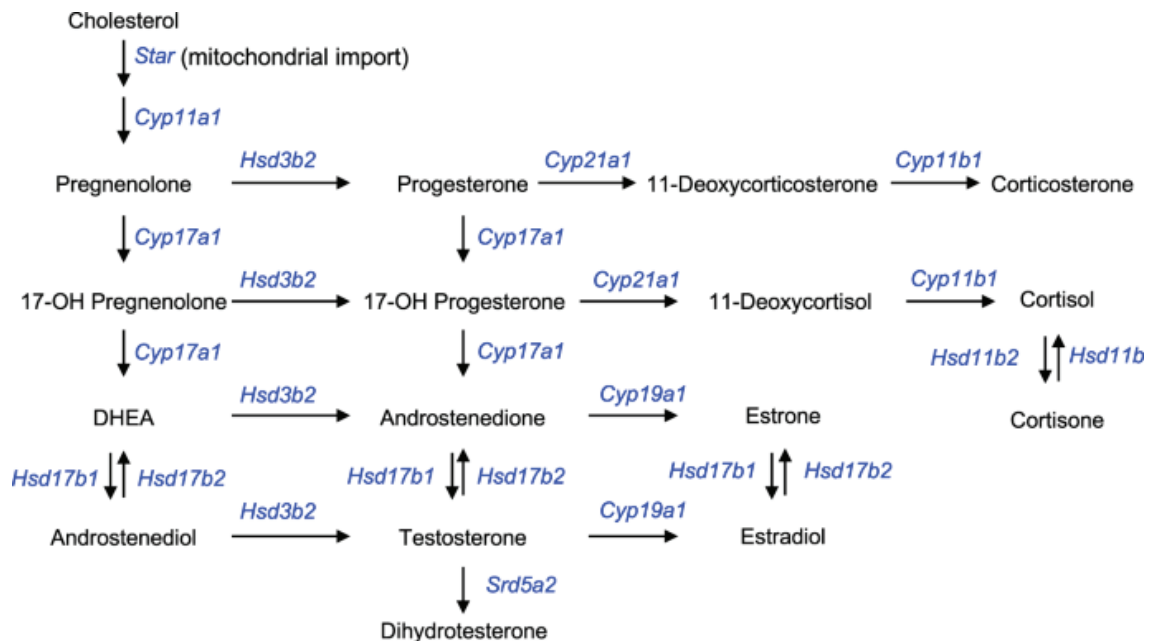 Cholesterol
Star (mitochondrial import)
Cyp11a1
Hsd3b2 Cyp21a1 Cyp11b1
Pregnenolone Progesterone 11-Deoxycorticosterone Corticosterone
Cyp17a1 Cyp17a1
Hsd3b2 Cyp21a1 Cyp11b1
17-OH Pregnenolone 17-OH Progesterone 11-Deoxycortisol Cortisol
Cyp17a1 Cyp17a1 Hsd11b2 Hsd11b
Hsd3b2 Cyp19a1
DHEA Androstenedione Estrone Cortisone
Hsd17b1 Hsd17b2 Hsd17b1 Hsd17b2 Hsd17b1 Hsd17b2
Hsd3b2 Cyp19a1
Androstenediol Testosterone Estradiol
Srd5a2
Dihydrotesterone